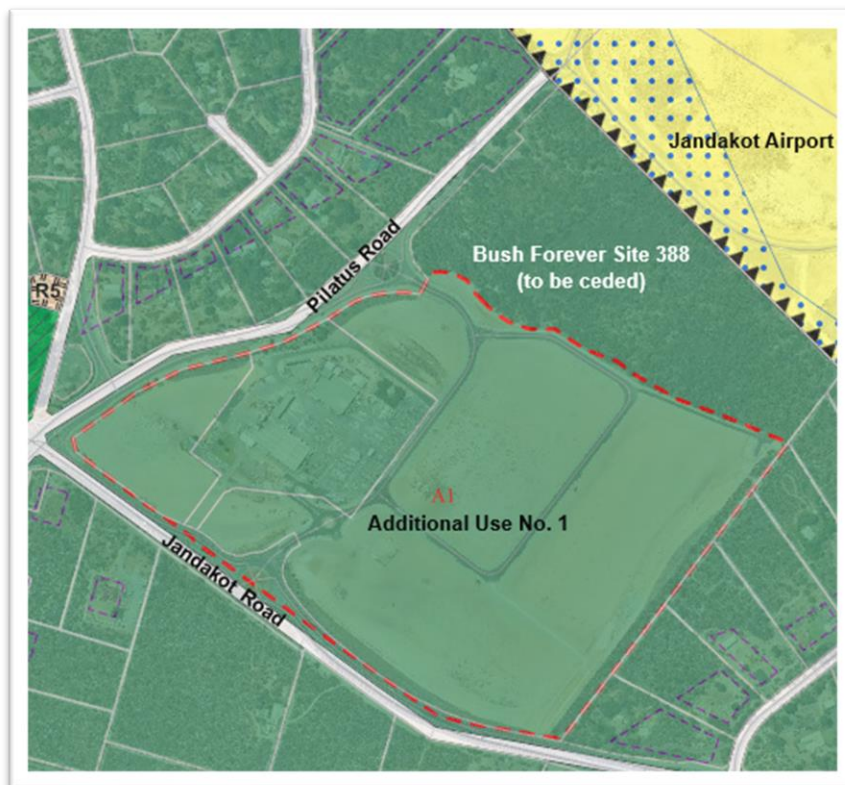 Jandakot Airport
Bush Forever Site 388
(to be ceded)
Pilatus Road
R5
A1
Additional Use No. 1
Jandakot Road